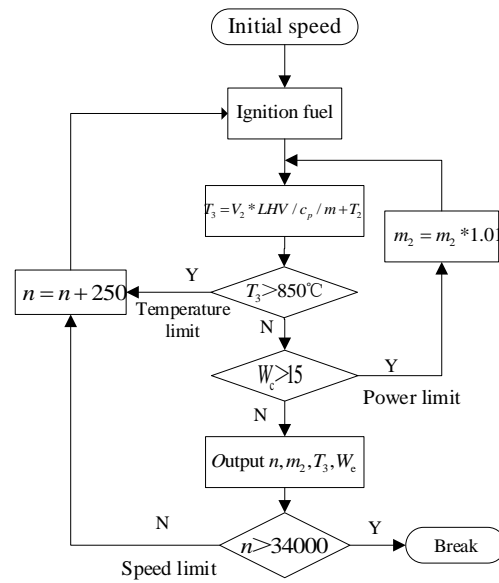 Initial speed
Ignition fuel
T₃ = V₂ * LHV / cₚ / m + T₂
m₂ = m₂ * 1.01
n = n + 250
Y
Temperature
limit
T₃ > 850℃
N
W_c > 15
Y
Power limit
N
Output n, m₂, T₃, Wₑ
N
n > 34000
Y
Speed limit
Break